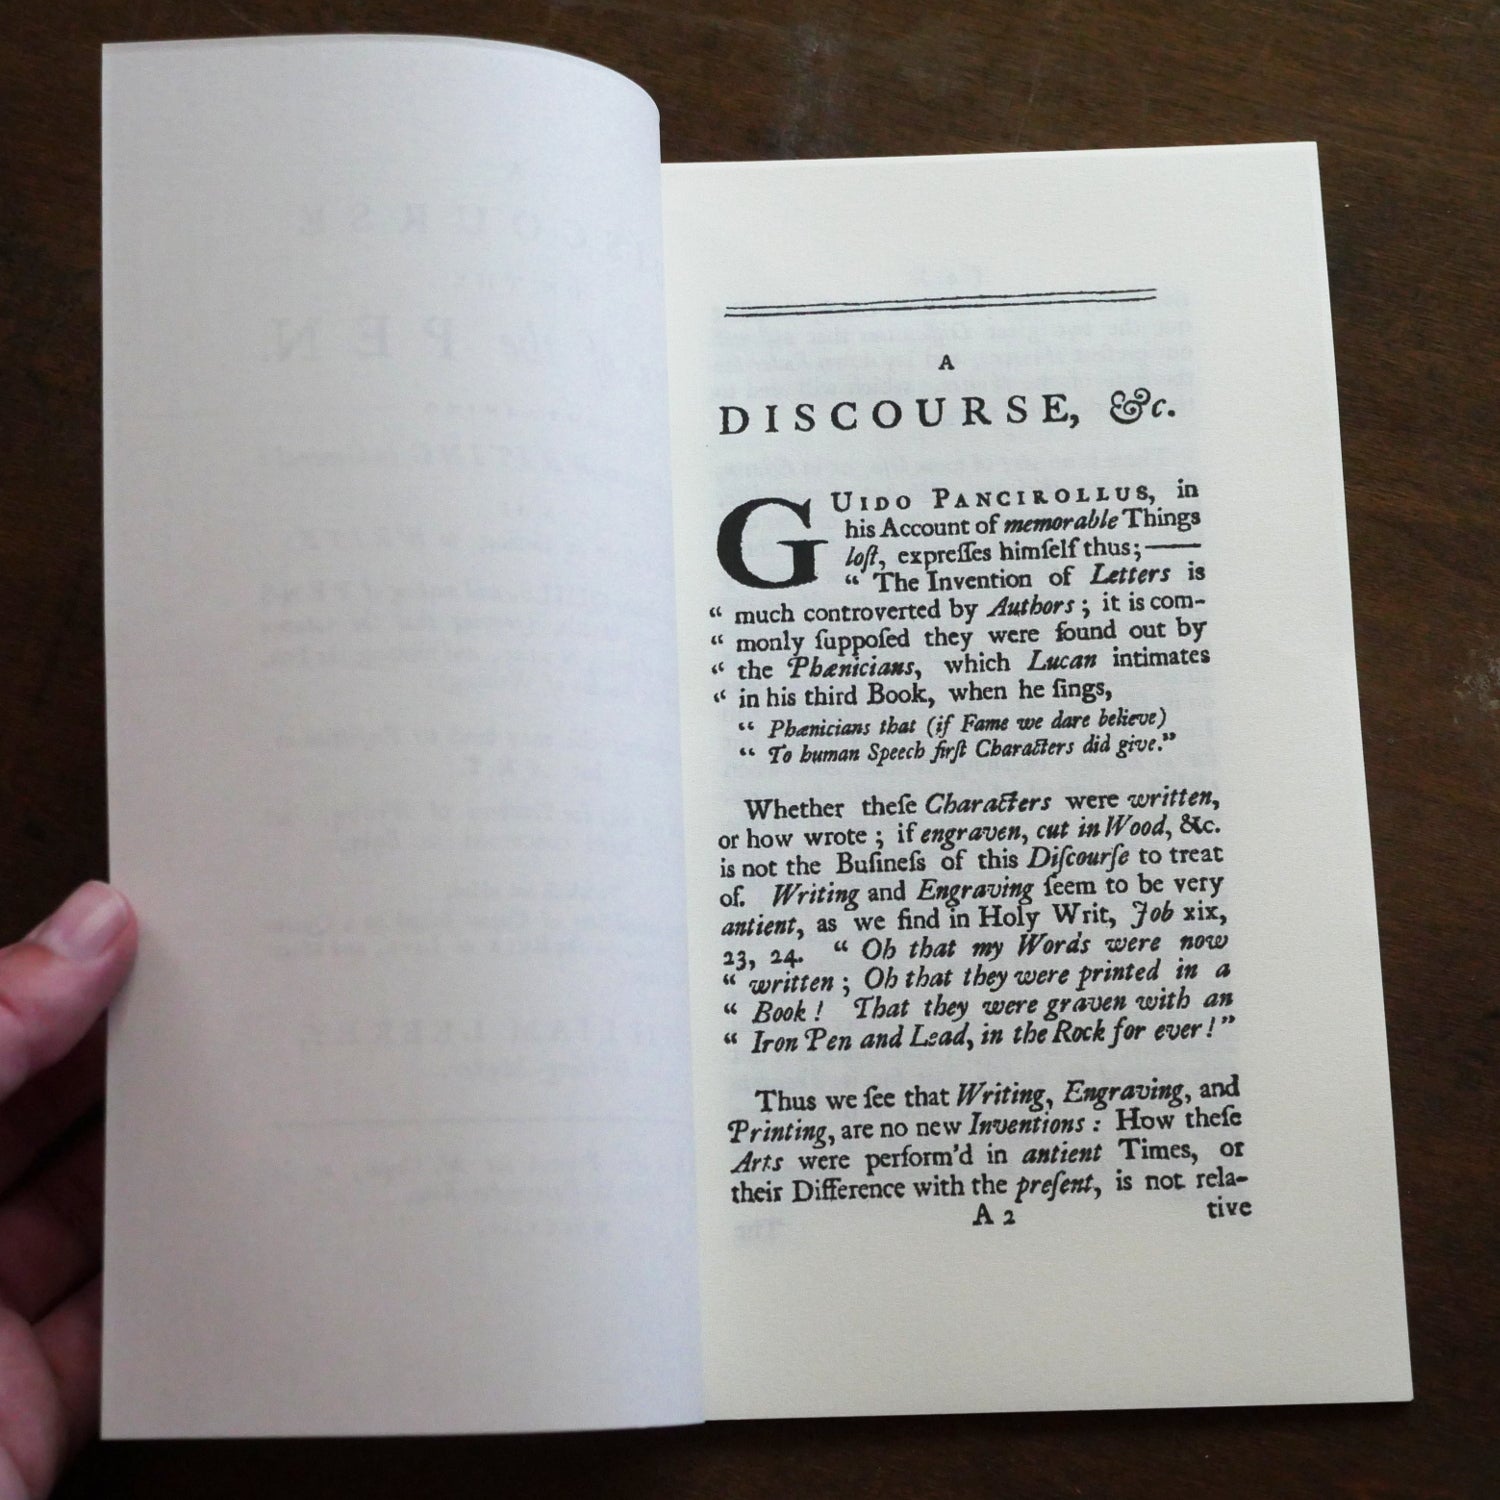 A
DISCOURSE, &c.
GUIDO PANCIROLLUS, in
his Account of memorable Things
loſt, expreſſes himſelf thus; ——
“ The Invention of Letters is
“ much controverted by Authors ; it is com-
“ monly ſuppoſed they were found out by
“ the Phænicians, which Lucan intimates
“ in his third Book, when he ſings,
“ Phænicians that (if Fame we dare believe)
“ To human Speech firſt Characters did give.”
Whether theſe Characters were written,
or how wrote ; if engraven, cut in Wood, &c.
is not the Buſineſs of this Diſcourſe to treat
of. Writing and Engraving ſeem to be very
antient, as we find in Holy Writ, Job xix,
23, 24. “ Oh that my Words were now
“ written ; Oh that they were printed in a
“ Book ! That they were graven with an
“ Iron Pen and Lead, in the Rock for ever ! ”
Thus we ſee that Writing, Engraving, and
Printing, are no new Inventions : How theſe
Arts were perform'd in antient Times, or
their Difference with the preſent, is not rela-
A 2 tive